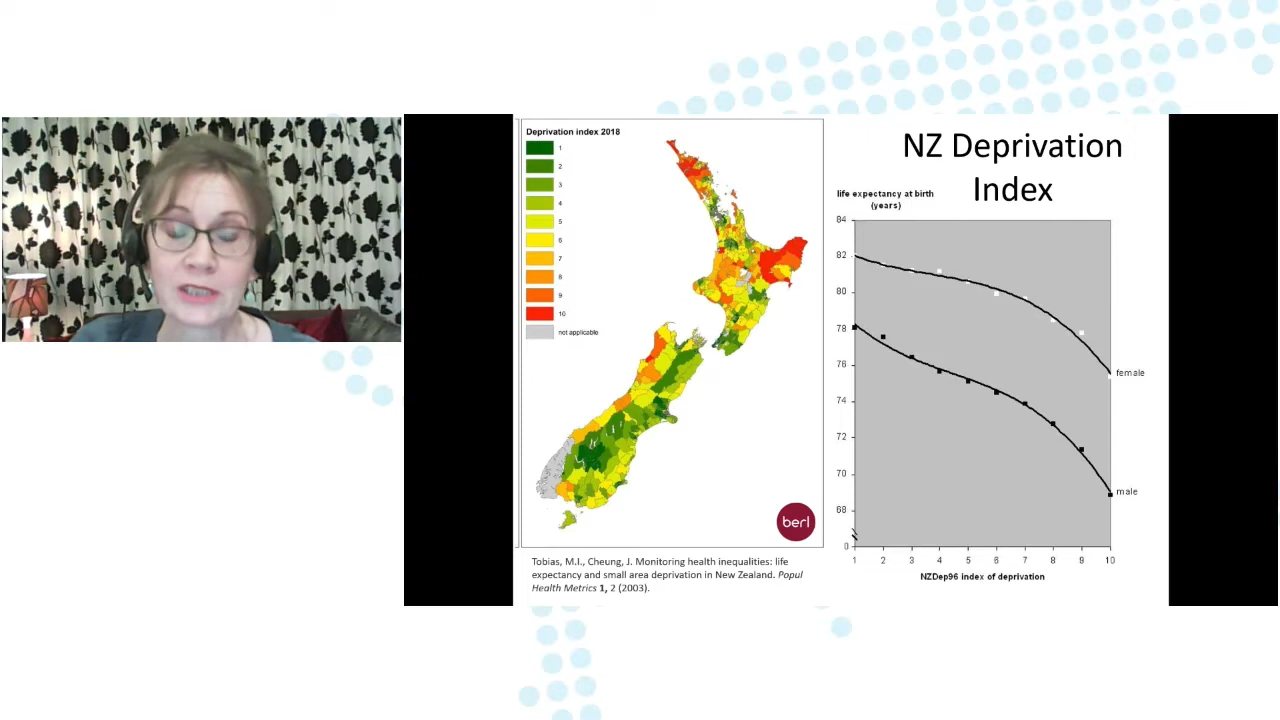 Deprivation index 2018
1
2
3
4
5
6
7
8
9
10
not applicable
berl
Tobias, M.I., Cheung, J. Monitoring health inequalities: life
expectancy and small area deprivation in New Zealand. Popul
Health Metrics 1, 2 (2003).
NZ Deprivation
Index
life expectancy at birth
(years)
84
82
80
78
76
74
72
70
68
0
female
male
1 2 3 4 5 6 7 8 9 10
NZDep96 index of deprivation